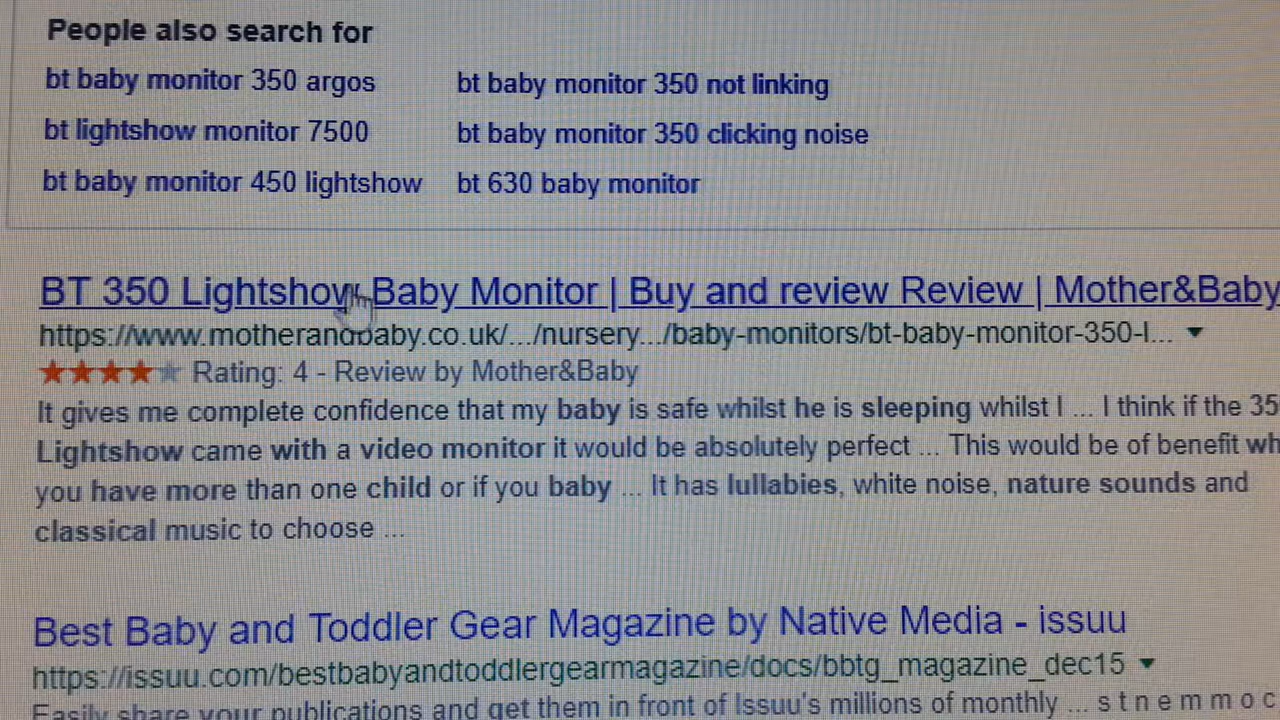 People also search for
bt baby monitor 350 argos bt baby monitor 350 not linking
bt lightshow monitor 7500 bt baby monitor 350 clicking noise
bt baby monitor 450 lightshow bt 630 baby monitor
BT 350 Lightshow Baby Monitor | Buy and review Review | Mother&Baby
https://www.motherandbaby.co.uk/.../nursery.../baby-monitors/bt-baby-monitor-350-l...
Rating: 4 - Review by Mother&Baby
It gives me complete confidence that my baby is safe whilst he is sleeping whilst I ... I think if the 35
Lightshow came with a video monitor it would be absolutely perfect ... This would be of benefit wh
you have more than one child or if you baby ... It has lullabies, white noise, nature sounds and
classical music to choose ...
Best Baby and Toddler Gear Magazine by Native Media - issuu
https://issuu.com/bestbabyandtoddlergearmagazine/docs/bbtg_magazine_dec15
Easily share your publications and get them in front of Issuu's millions of monthly ... s t n e m m o c